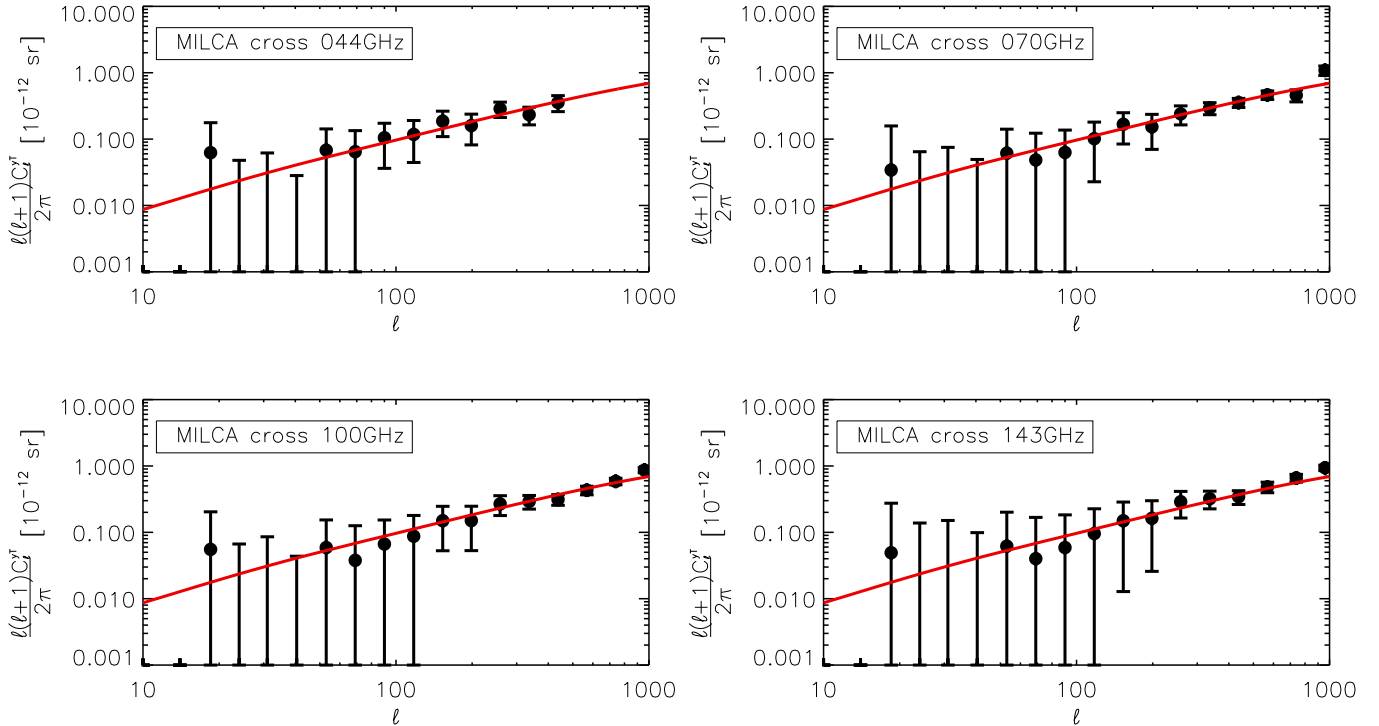 MILCA cross 044GHz
10.000
1.000
0.100
0.010
0.001
ℓ(ℓ+1)C_ℓ^{yT}/2π [10⁻¹² sr]
10 100 1000
ℓ
MILCA cross 070GHz
10.000
1.000
0.100
0.010
0.001
ℓ(ℓ+1)C_ℓ^{yT}/2π [10⁻¹² sr]
10 100 1000
ℓ
MILCA cross 100GHz
10.000
1.000
0.100
0.010
0.001
ℓ(ℓ+1)C_ℓ^{yT}/2π [10⁻¹² sr]
10 100 1000
ℓ
MILCA cross 143GHz
10.000
1.000
0.100
0.010
0.001
ℓ(ℓ+1)C_ℓ^{yT}/2π [10⁻¹² sr]
10 100 1000
ℓ